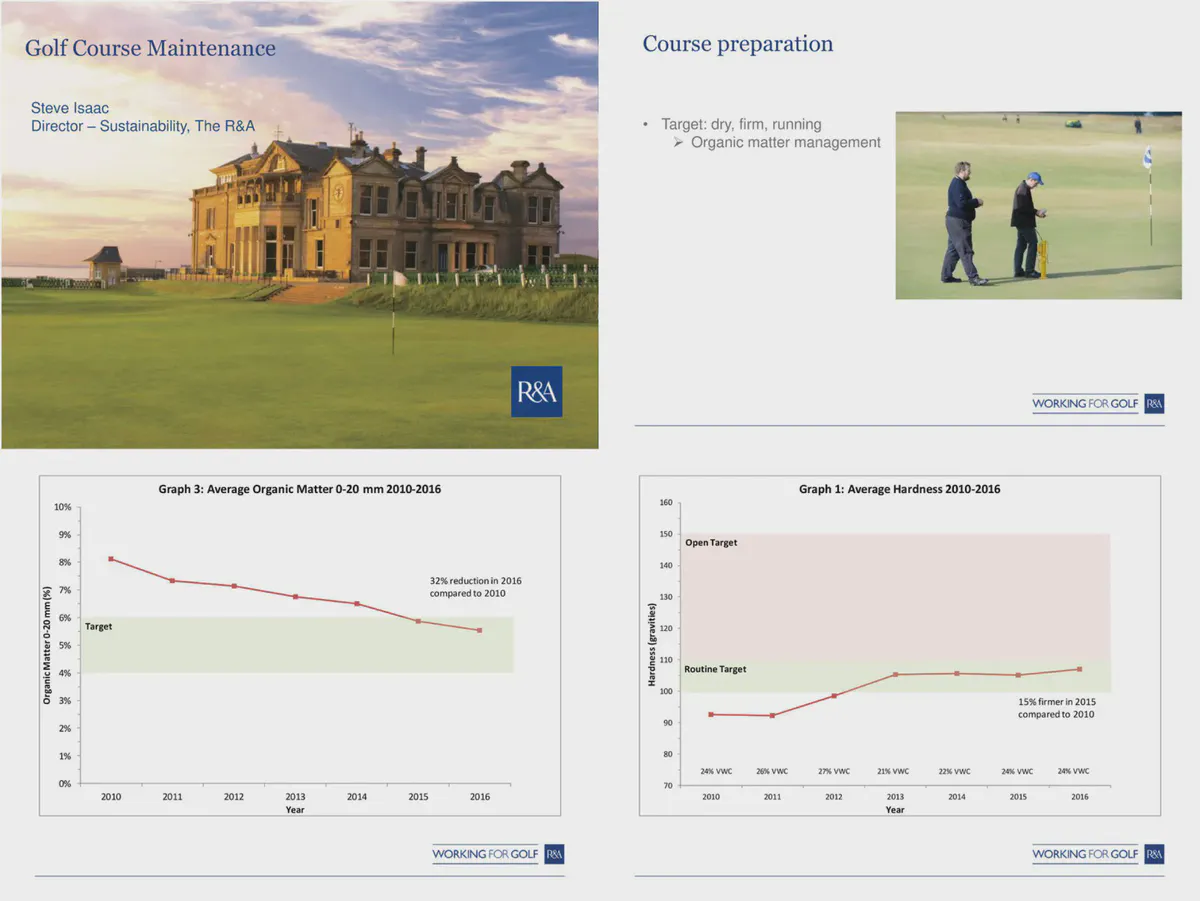 Golf Course Maintenance
Steve Isaac
Director – Sustainability, The R&A
R&A
Course preparation
• Target: dry, firm, running
➢ Organic matter management
WORKING FOR GOLF R&A
Graph 3: Average Organic Matter 0-20 mm 2010-2016
10%
9%
8%
7%
6%
5%
4%
3%
2%
1%
0%
Organic Matter 0-20 mm (%)
32% reduction in 2016
compared to 2010
Target
2010 2011 2012 2013 2014 2015 2016
Year
WORKING FOR GOLF R&A
Graph 1: Average Hardness 2010-2016
160
150
140
130
120
110
100
90
80
70
Hardness (gravities)
Open Target
Routine Target
15% firmer in 2015
compared to 2010
24% VWC 26% VWC 27% VWC 21% VWC 22% VWC 24% VWC 24% VWC
2010 2011 2012 2013 2014 2015 2016
Year
WORKING FOR GOLF R&A